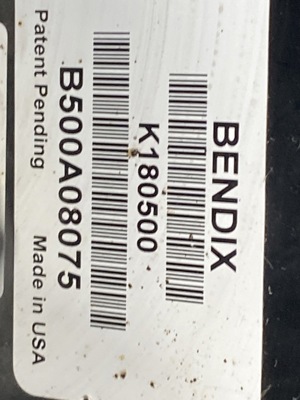 BENDIX
K180500
B500A08075
Patent Pending Made in USA